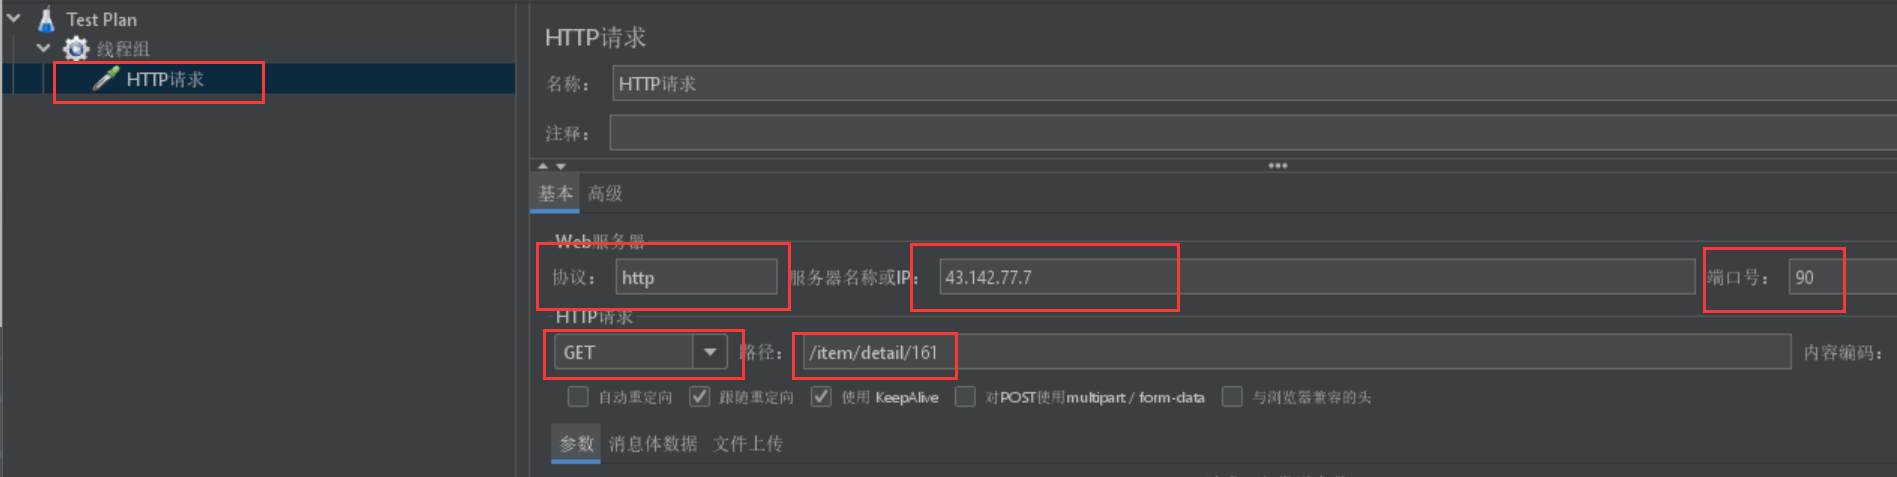 Test Plan
线程组
HTTP请求
HTTP请求
名称： HTTP请求
注释：
基本 高级
Web服务器
协议： http 服务器名称或IP： 43.142.77.7 端口号： 90
HTTP请求
GET 路径： /item/detail/161 内容编码：
自动重定向 跟随重定向 使用 KeepAlive 对POST使用multipart / form-data 与浏览器兼容的头
参数 消息体数据 文件上传